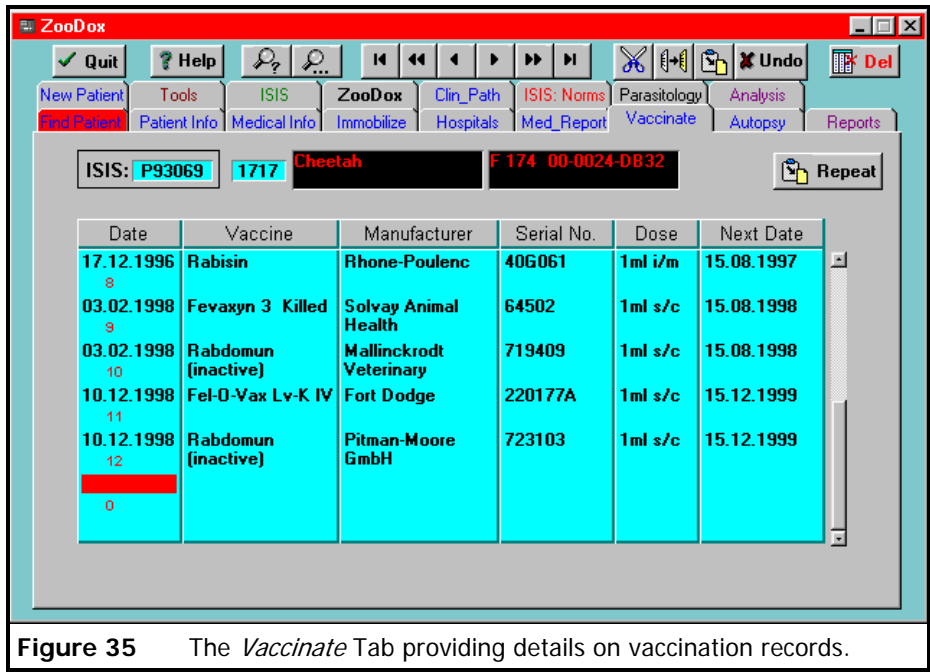 ZooDox
Quit Help Undo Del
New Patient Tools ISIS ZooDox Clin_Path ISIS: Norms Parasitology Analysis
Find Patient Patient Info Medical Info Immobilize Hospitals Med_Report Vaccinate Autopsy Reports
ISIS: P93069 1717 Cheetah F 174 00-0024-DB32 Repeat
Date Vaccine Manufacturer Serial No. Dose Next Date
17.12.1996 Rabisin Rhone-Poulenc 40G061 1ml i/m 15.08.1997
8
03.02.1998 Fevaxyn 3 Killed Solvay Animal 64502 1ml s/c 15.08.1998
9 Health
03.02.1998 Rabdomun Mallinckrodt 719409 1ml s/c 15.08.1998
10 (inactive) Veterinary
10.12.1998 Fel-O-Vax Lv-K IV Fort Dodge 220177A 1ml s/c 15.12.1999
11
10.12.1998 Rabdomun Pitman-Moore 723103 1ml s/c 15.12.1999
12 (inactive) GmbH
0
Figure 35 The Vaccinate Tab providing details on vaccination records.